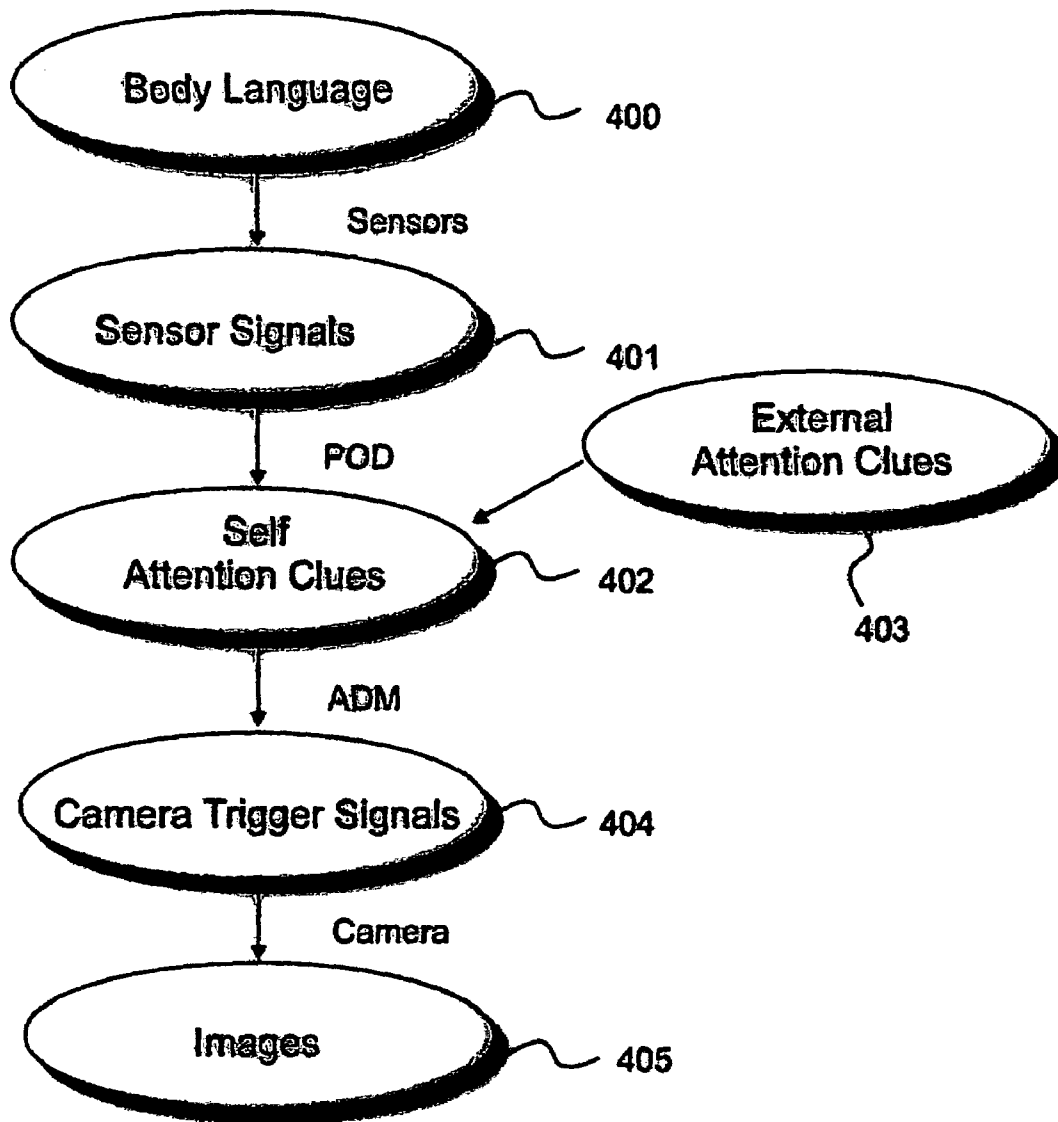 Body Language
400
Sensors
Sensor Signals
401
External
Attention Clues
403
POD
Self
Attention Clues
402
ADM
Camera Trigger Signals
404
Camera
Images
405